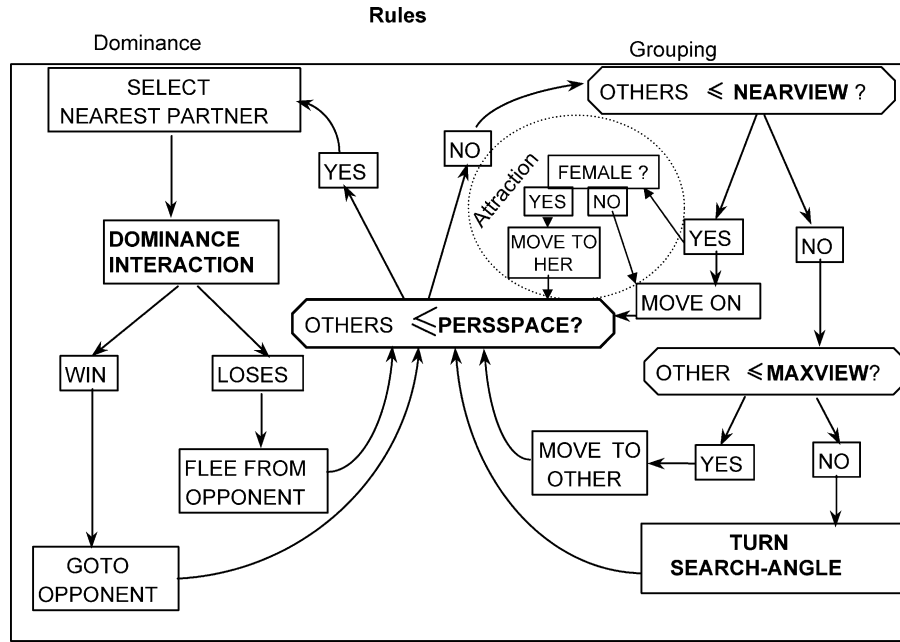 Rules
Dominance
Grouping
SELECT
NEAREST PARTNER
YES
NO
OTHERS ⩽ NEARVIEW ?
Attraction
FEMALE ?
YES
NO
MOVE TO
HER
YES
NO
MOVE ON
DOMINANCE
INTERACTION
OTHERS ⩽ PERSSPACE?
WIN
LOSES
OTHER ⩽ MAXVIEW?
FLEE FROM
OPPONENT
MOVE TO
OTHER
YES
NO
GOTO
OPPONENT
TURN
SEARCH-ANGLE